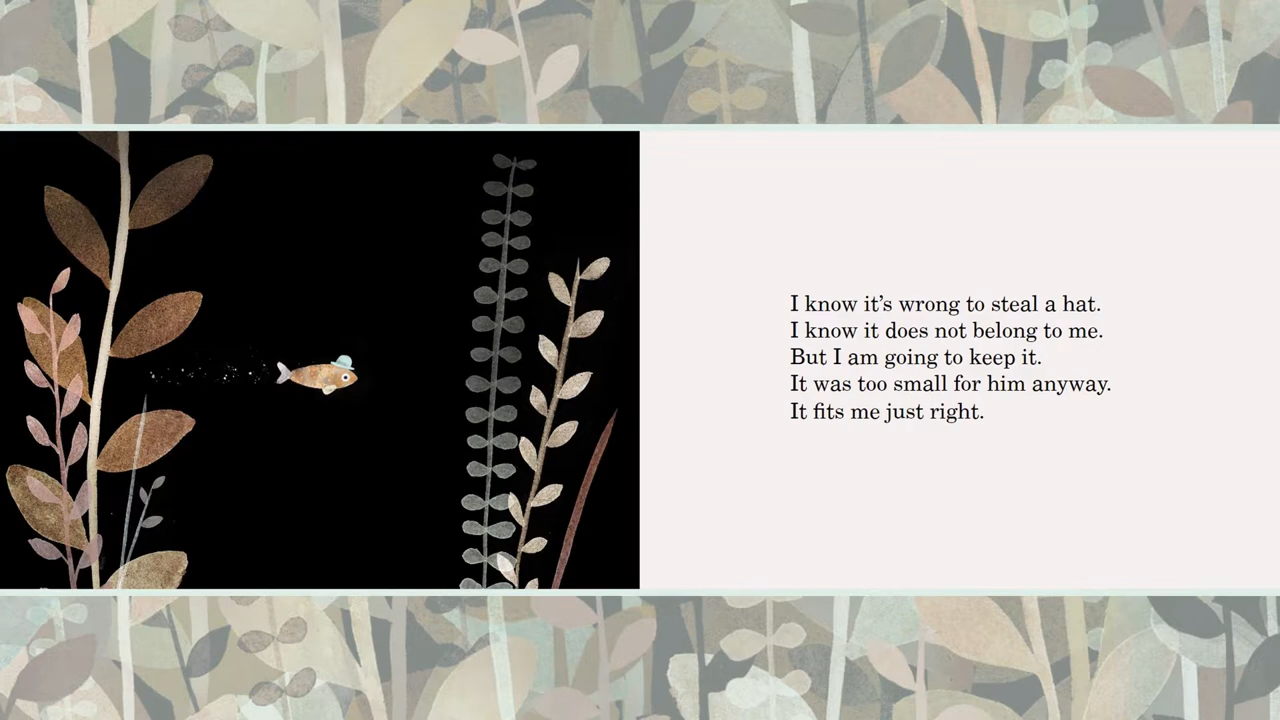 I know it’s wrong to steal a hat.
I know it does not belong to me.
But I am going to keep it.
It was too small for him anyway.
It fits me just right.